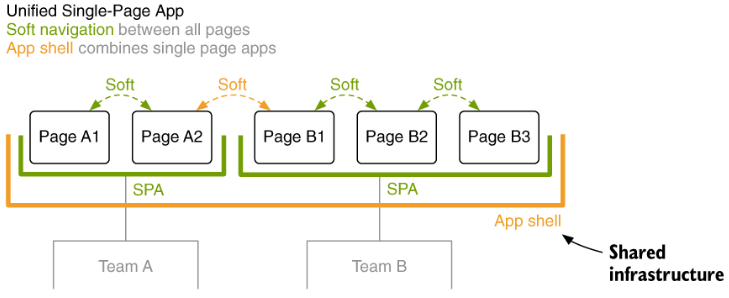 Unified Single-Page App
Soft navigation between all pages
App shell combines single page apps
Soft
Soft
Soft
Soft
Page A1
Page A2
Page B1
Page B2
Page B3
SPA
SPA
App shell
Team A
Team B
Shared
infrastructure